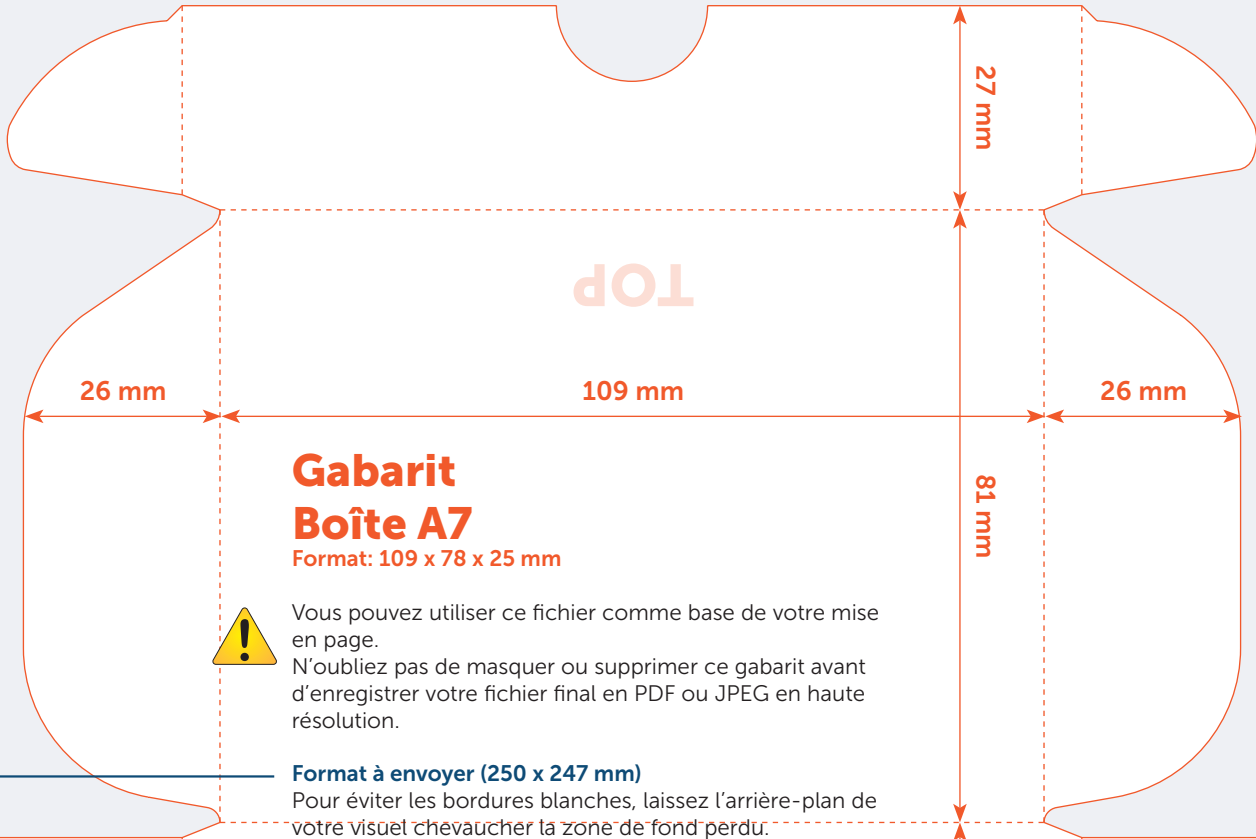 27 mm
TOP
26 mm
109 mm
26 mm
81 mm
Gabarit
Boîte A7
Format: 109 x 78 x 25 mm
Vous pouvez utiliser ce fichier comme base de votre mise
en page.
N'oubliez pas de masquer ou supprimer ce gabarit avant
d'enregistrer votre fichier final en PDF ou JPEG en haute
résolution.
Format à envoyer (250 x 247 mm)
Pour éviter les bordures blanches, laissez l'arrière-plan de
votre visuel chevaucher la zone de fond perdu.